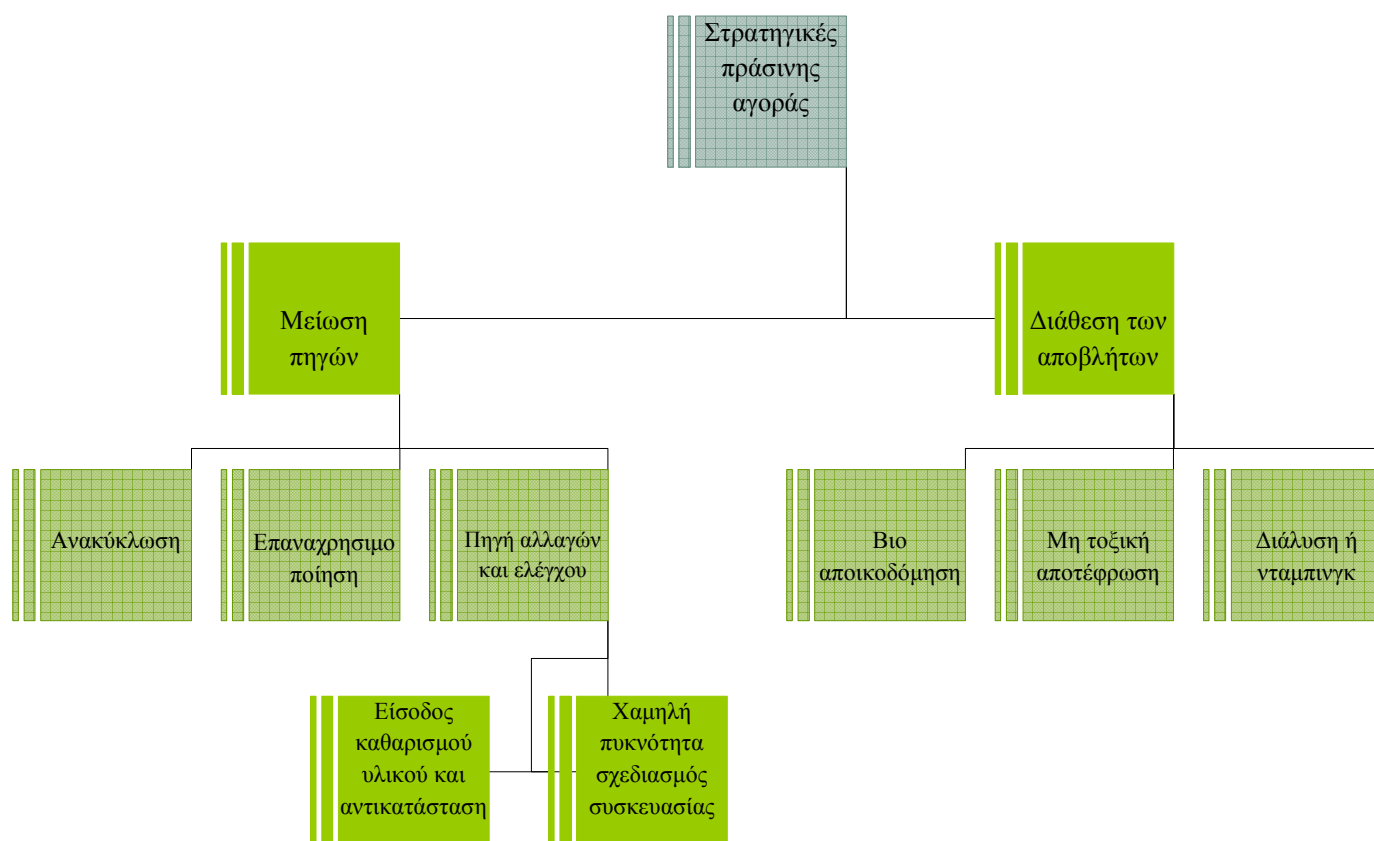 Στρατηγικές
πράσινης
αγοράς
Μείωση
πηγών
Διάθεση των
αποβλήτων
Ανακύκλωση
Επαναχρησιμο
ποίηση
Πηγή αλλαγών
και ελέγχου
Βιο
αποικοδόμηση
Μη τοξική
αποτέφρωση
Διάλυση ή
νταμπινγκ
Είσοδος
καθαρισμού
υλικού και
αντικατάσταση
Χαμηλή
πυκνότητα
σχεδιασμός
συσκευασίας